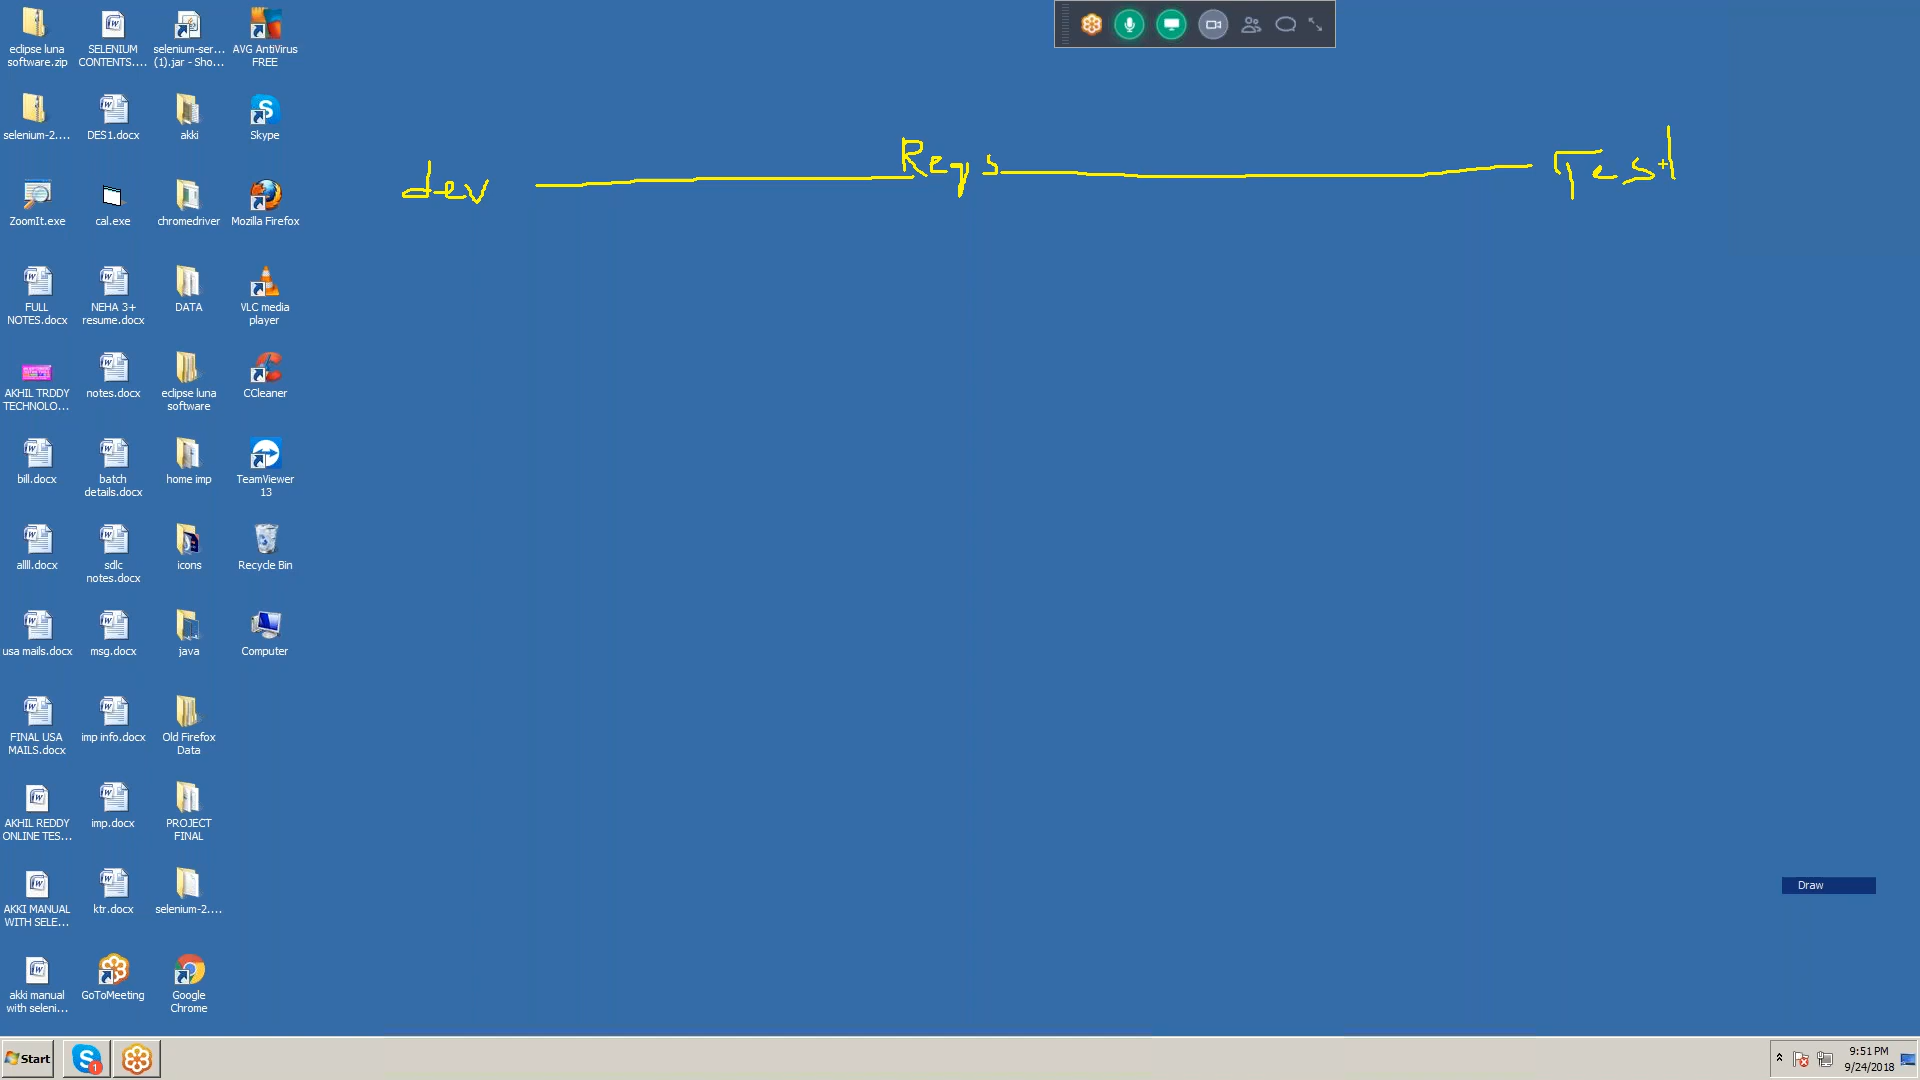 eclipse luna software.zip
SELENIUM CONTENTS....
selenium-ser... (1).jar - Sho...
AVG AntiVirus FREE
selenium-2....
DES1.docx
akki
Skype
dev Reqs Test
ZoomIt.exe
cal.exe
chromedriver
Mozilla Firefox
FULL NOTES.docx
NEHA 3+ resume.docx
DATA
VLC media player
AKHIL TRDDY TECHNOLO...
notes.docx
eclipse luna software
CCleaner
bill.docx
batch details.docx
home imp
TeamViewer 13
allll.docx
sdlc notes.docx
icons
Recycle Bin
usa mails.docx
msg.docx
java
Computer
FINAL USA MAILS.docx
imp info.docx
Old Firefox Data
AKHIL REDDY ONLINE TES...
imp.docx
PROJECT FINAL
AKKI MANUAL WITH SELE...
ktr.docx
selenium-2....
Draw
akki manual with seleni...
GoToMeeting
Google Chrome
Start
1
9:51 PM
9/24/2018